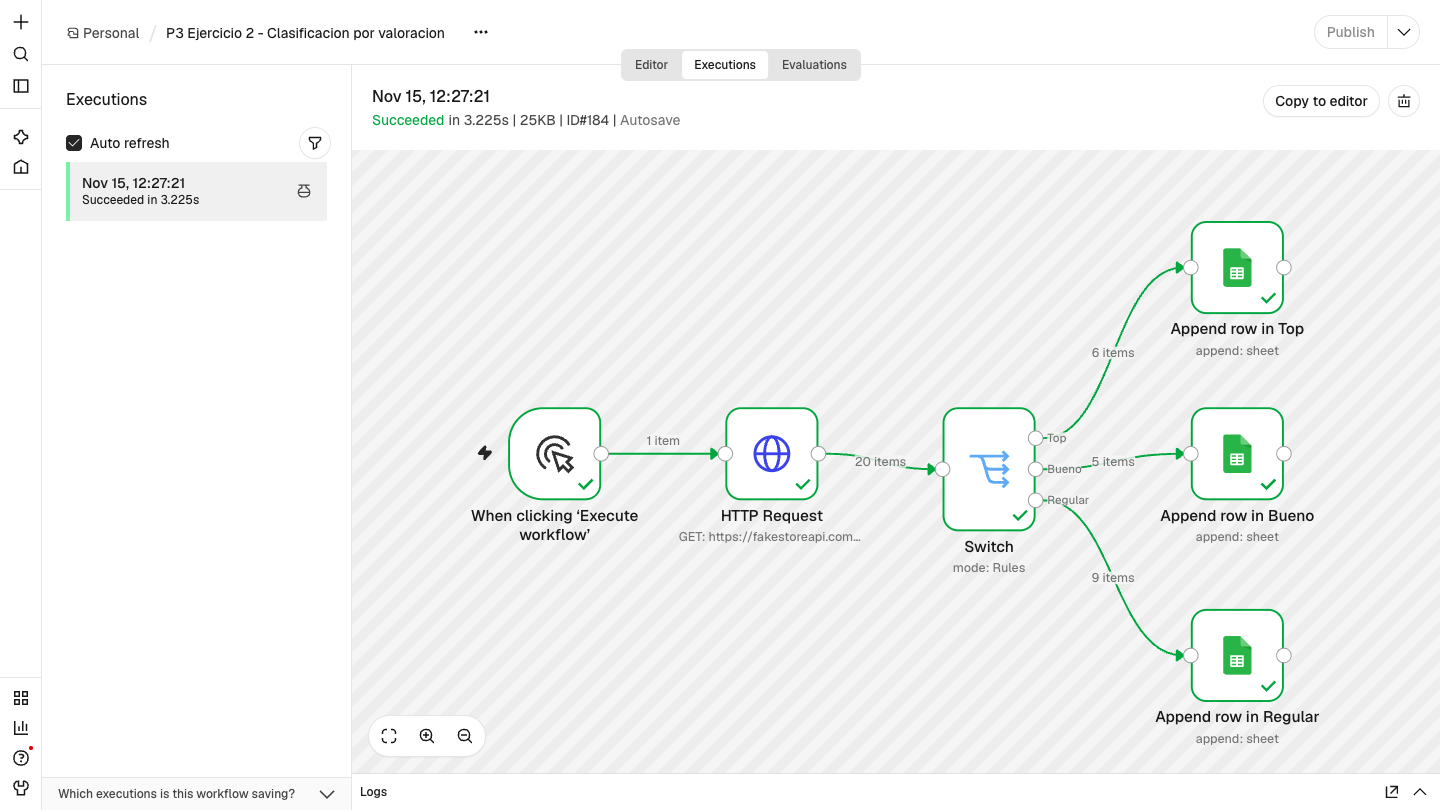 Personal / P3 Ejercicio 2 - Clasificacion por valoracion ...
Publish
Editor Executions Evaluations
Executions
Auto refresh
Nov 15, 12:27:21
Succeeded in 3.225s
Nov 15, 12:27:21
Succeeded in 3.225s | 25KB | ID#184 | Autosave
Copy to editor
Append row in Top
append: sheet
6 items
1 item
20 items
Top
Bueno
5 items
Regular
When clicking ‘Execute
workflow’
HTTP Request
GET: https://fakestoreapi.com...
Switch
mode: Rules
Append row in Bueno
append: sheet
9 items
Append row in Regular
append: sheet
Which executions is this workflow saving?
Logs